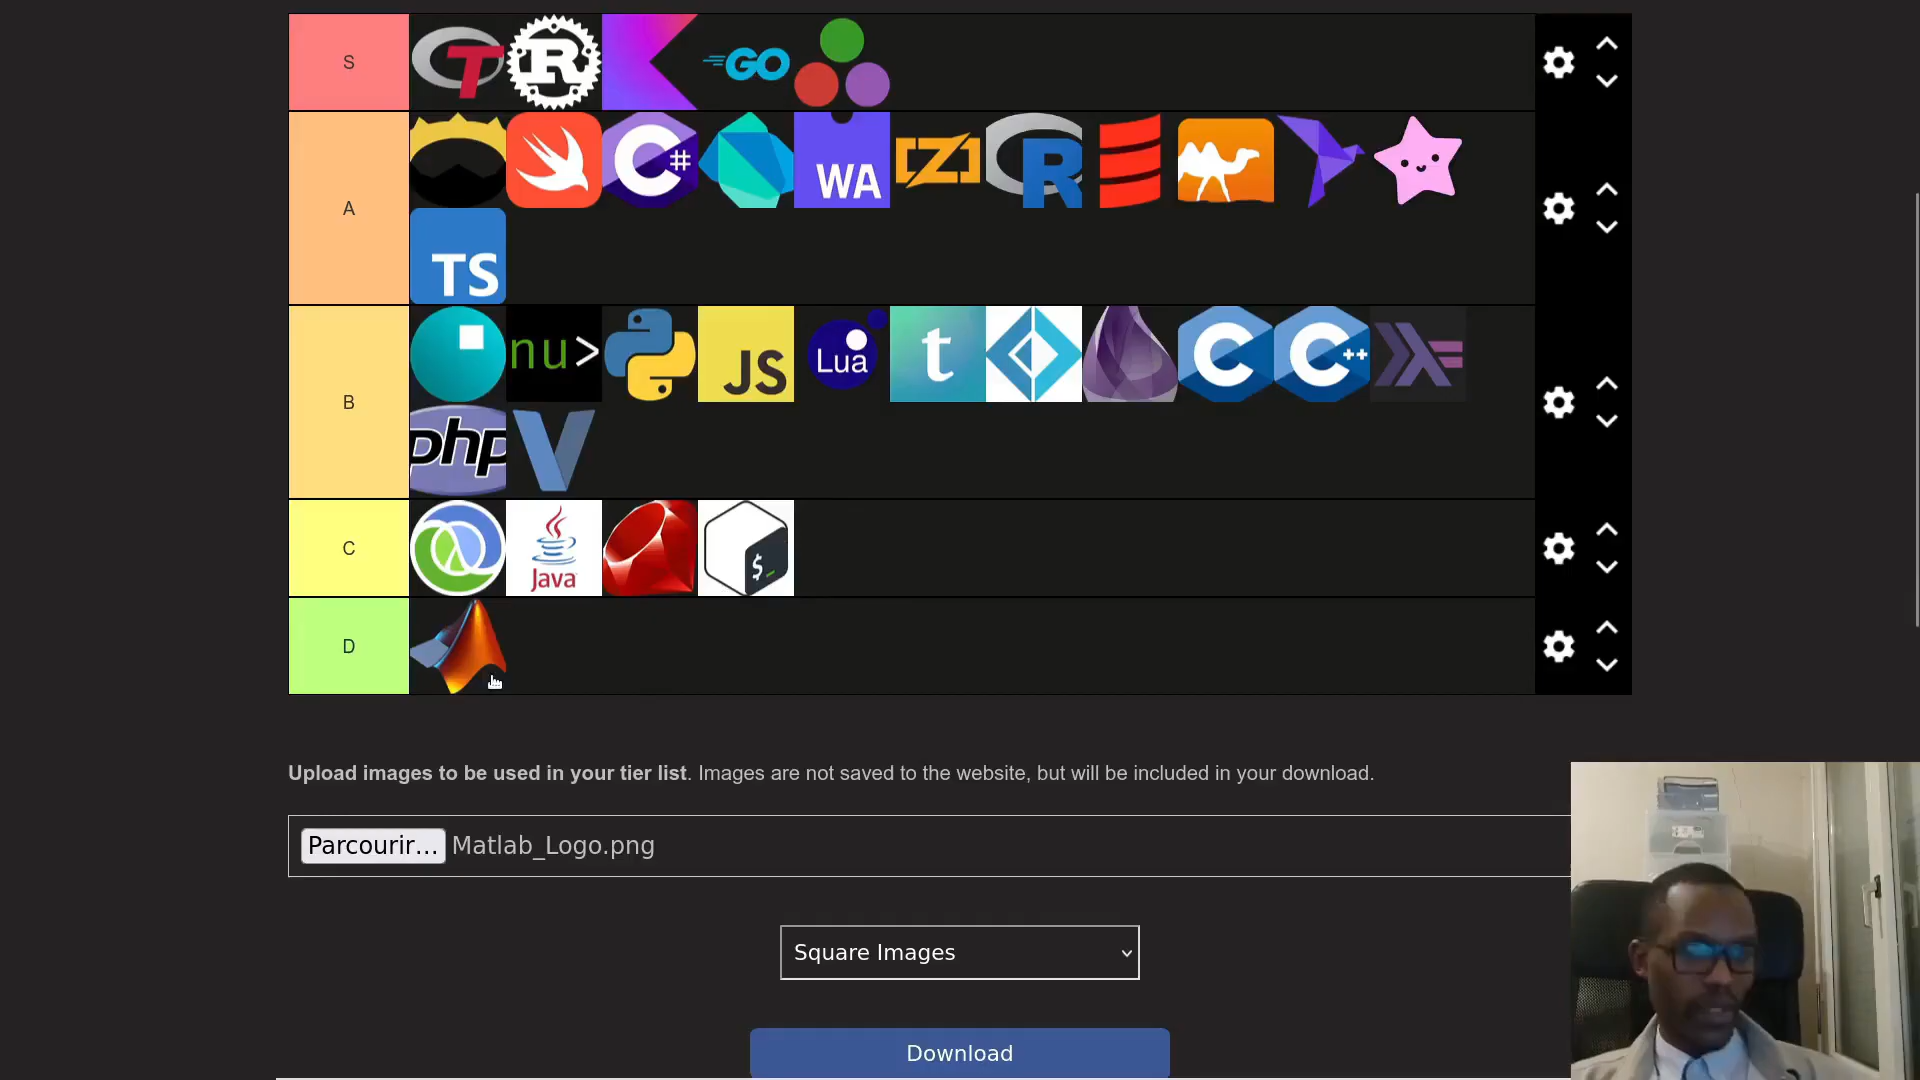 S
T
R
GO
A
C #
WA
Z
R
TS
B
nu>
JS
Lua
t
C
C ++
php
V
C
Java
$_
D
Upload images to be used in your tier list. Images are not saved to the website, but will be included in your download.
Parcourir... Matlab_Logo.png
Square Images
Download